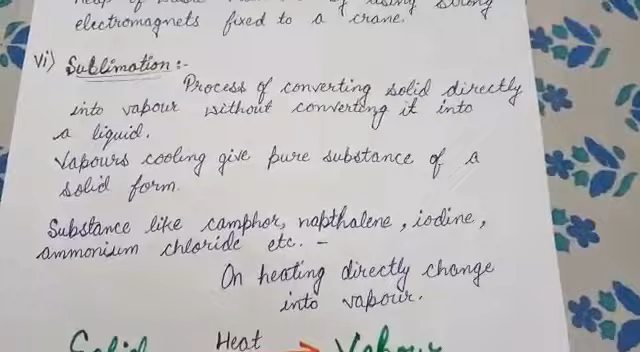 electromagnets fixed to a crane.
vi) Sublimation :-
Process of converting solid directly
into vapour without converting it into
a liquid.
Vapours cooling give pure substance of a
solid form.
Substance like camphor, napthalene, iodine,
ammonium chloride etc. -
On heating directly change
into vapour.
Solid Heat Vapour